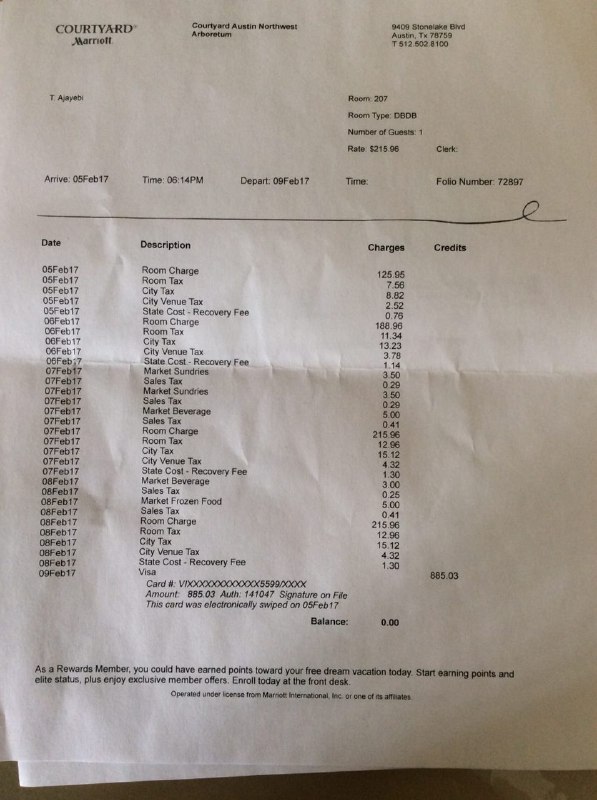 COURTYARD®
Marriott
Courtyard Austin Northwest
Arboretum
9409 Stonelake Blvd
Austin, Tx 78759
T 512.502.8100
T. Ajayebi
Room: 207
Room Type: DBDB
Number of Guests: 1
Rate: $215.96 Clerk:
Arrive: 05Feb17 Time: 06:14PM Depart: 09Feb17 Time: Folio Number: 72897
Date Description Charges Credits
05Feb17 Room Charge 125.95
05Feb17 Room Tax 7.56
05Feb17 City Tax 8.82
05Feb17 City Venue Tax 2.52
05Feb17 State Cost - Recovery Fee 0.76
06Feb17 Room Charge 188.96
06Feb17 Room Tax 11.34
06Feb17 City Tax 13.23
06Feb17 City Venue Tax 3.78
06Feb17 State Cost - Recovery Fee 1.14
07Feb17 Market Sundries 3.50
07Feb17 Sales Tax 0.29
07Feb17 Market Sundries 3.50
07Feb17 Sales Tax 0.29
07Feb17 Market Beverage 5.00
07Feb17 Sales Tax 0.41
07Feb17 Room Charge 215.96
07Feb17 Room Tax 12.96
07Feb17 City Tax 15.12
07Feb17 City Venue Tax 4.32
07Feb17 State Cost - Recovery Fee 1.30
08Feb17 Market Beverage 3.00
08Feb17 Sales Tax 0.25
08Feb17 Market Frozen Food 5.00
08Feb17 Sales Tax 0.41
08Feb17 Room Charge 215.96
08Feb17 Room Tax 12.96
08Feb17 City Tax 15.12
08Feb17 City Venue Tax 4.32
08Feb17 State Cost - Recovery Fee 1.30
09Feb17 Visa 885.03
Card #: VIXXXXXXXXXXXX5599/XXXX
Amount: 885.03 Auth: 141047 Signature on File
This card was electronically swiped on 05Feb17
Balance: 0.00
As a Rewards Member, you could have earned points toward your free dream vacation today. Start earning points and
elite status, plus enjoy exclusive member offers. Enroll today at the front desk.
Operated under license from Marriott International, Inc. or one of its affiliates.